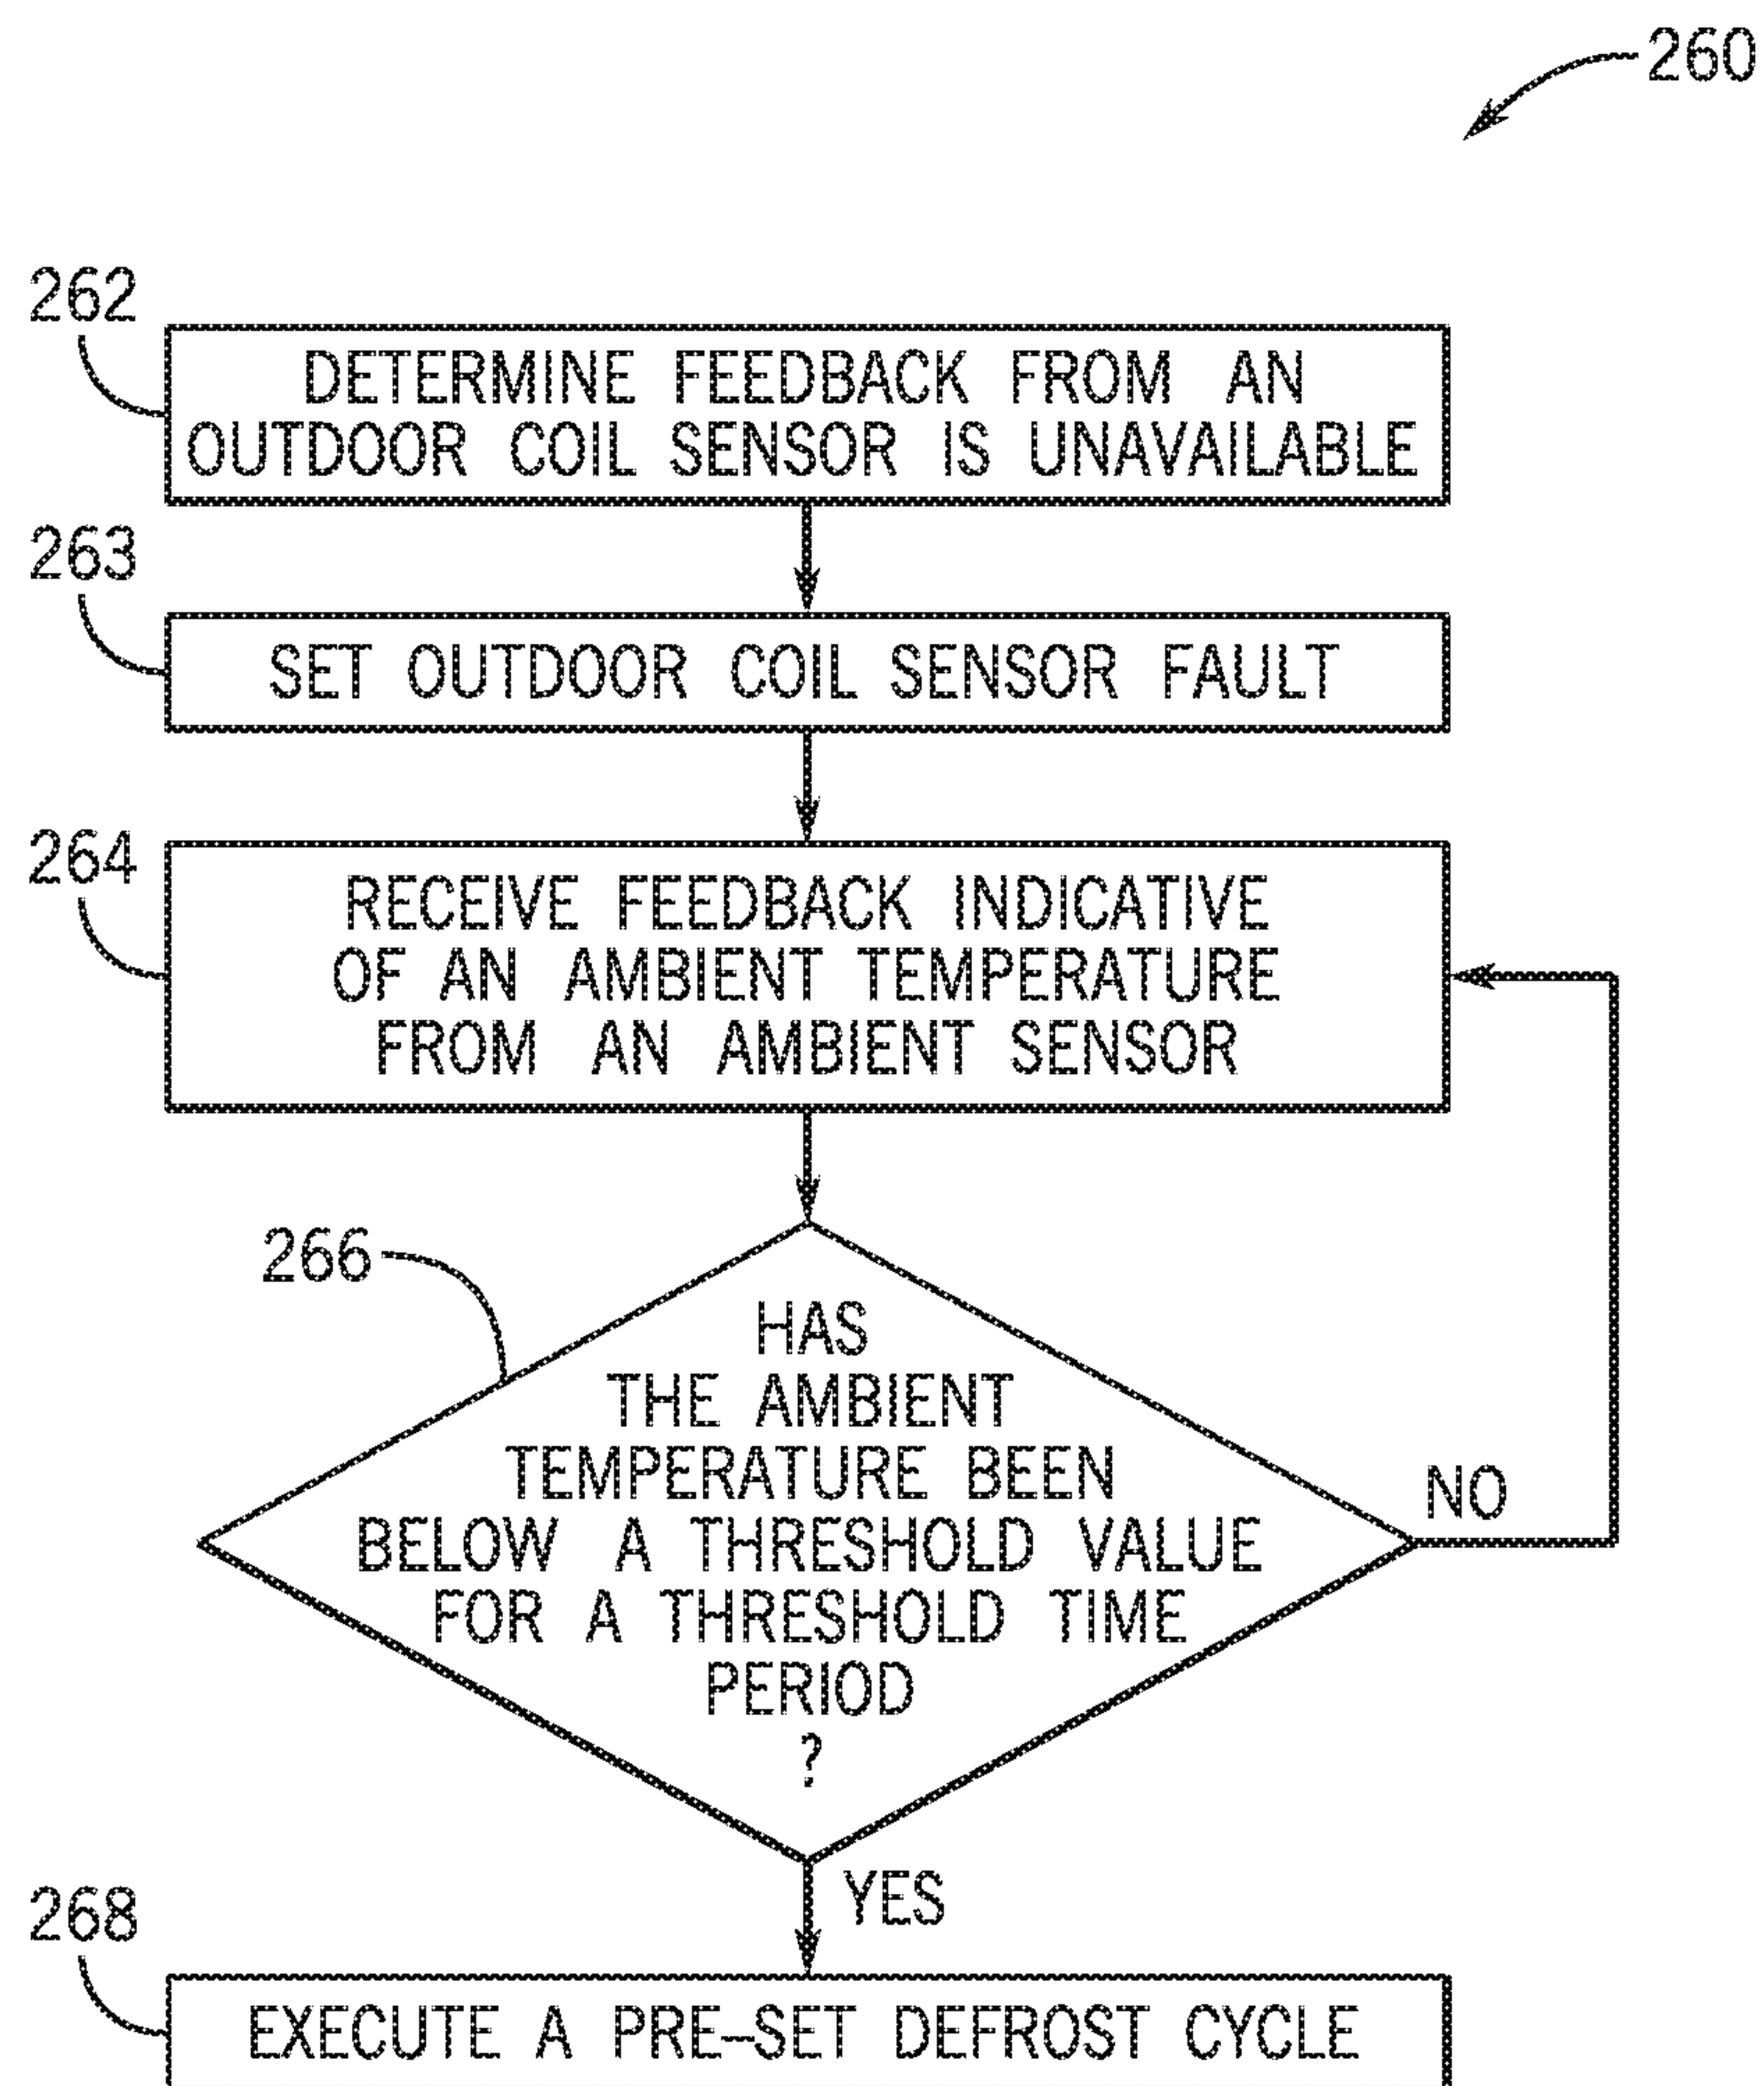 260
262
DETERMINE FEEDBACK FROM AN
OUTDOOR COIL SENSOR IS UNAVAILABLE
263
SET OUTDOOR COIL SENSOR FAULT
264
RECEIVE FEEDBACK INDICATIVE
OF AN AMBIENT TEMPERATURE
FROM AN AMBIENT SENSOR
266
HAS
THE AMBIENT
TEMPERATURE BEEN
BELOW A THRESHOLD VALUE
FOR A THRESHOLD TIME
PERIOD
?
NO
YES
268
EXECUTE A PRE-SET DEFROST CYCLE